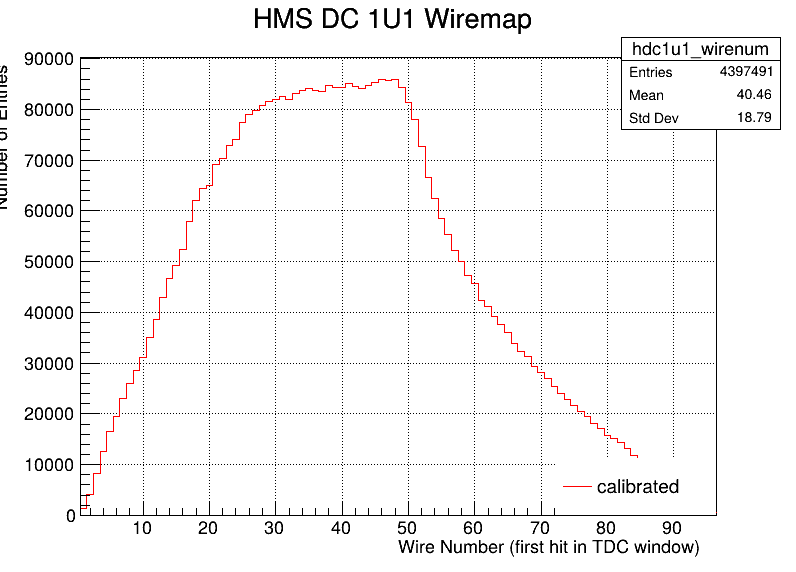 HMS DC 1U1 Wiremap
hdc1u1_wirenum
Entries 4397491
Mean 40.46
Std Dev 18.79
Number of Entries
90000
80000
70000
60000
50000
40000
30000
20000
10000
0
10 20 30 40 50 60 70 80 90
calibrated
Wire Number (first hit in TDC window)